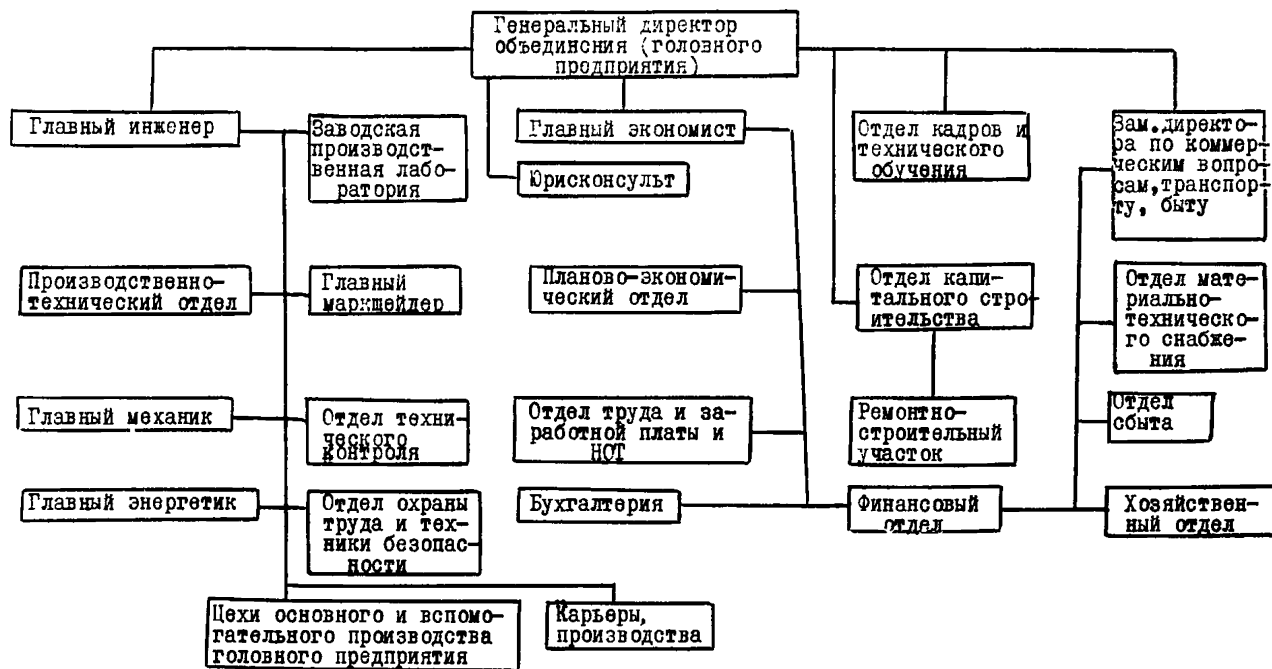 Генеральный директор
объединения (головного
предприятия)
Главный инженер
Заводская
производст-
венная лабо-
ратория
Главный экономист
Юрисконсульт
Отдел кадров и
технического
обучения
Зам.директо-
ра по коммер-
ческим вопро-
сам,транспор-
ту, быту
Производственно-
технический отдел
Главный
маркшейдер
Планово-экономи-
ческий отдел
Отдел капи-
тального стро-
ительства
Отдел мате-
риально-
техническо-
го снабже-
ния
Главный механик
Отдел техни-
ческого
контроля
Отдел труда и за-
работной платы и
НОТ
Ремонтно-
строительный
участок
Отдел
сбыта
Главный энергетик
Отдел охраны
труда и тех-
ники безопас-
ности
Бухгалтерия
Финансовый
отдел
Хозяйствен-
ный отдел
Цехи основного и вспомо-
гательного производства
головного предприятия
Карьеры,
производства